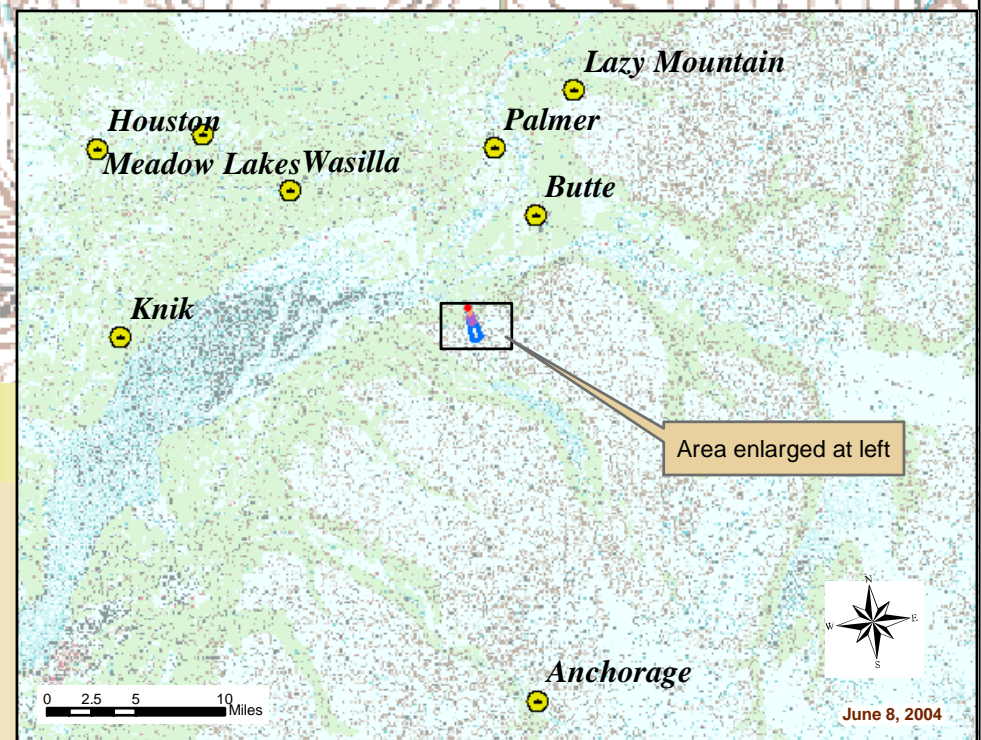 Lazy Mountain
Houston
Palmer
Meadow Lakes Wasilla
Butte
Knik
Area enlarged at left
N
W E
S
Anchorage
0 2.5 5 10
Miles
June 8, 2004